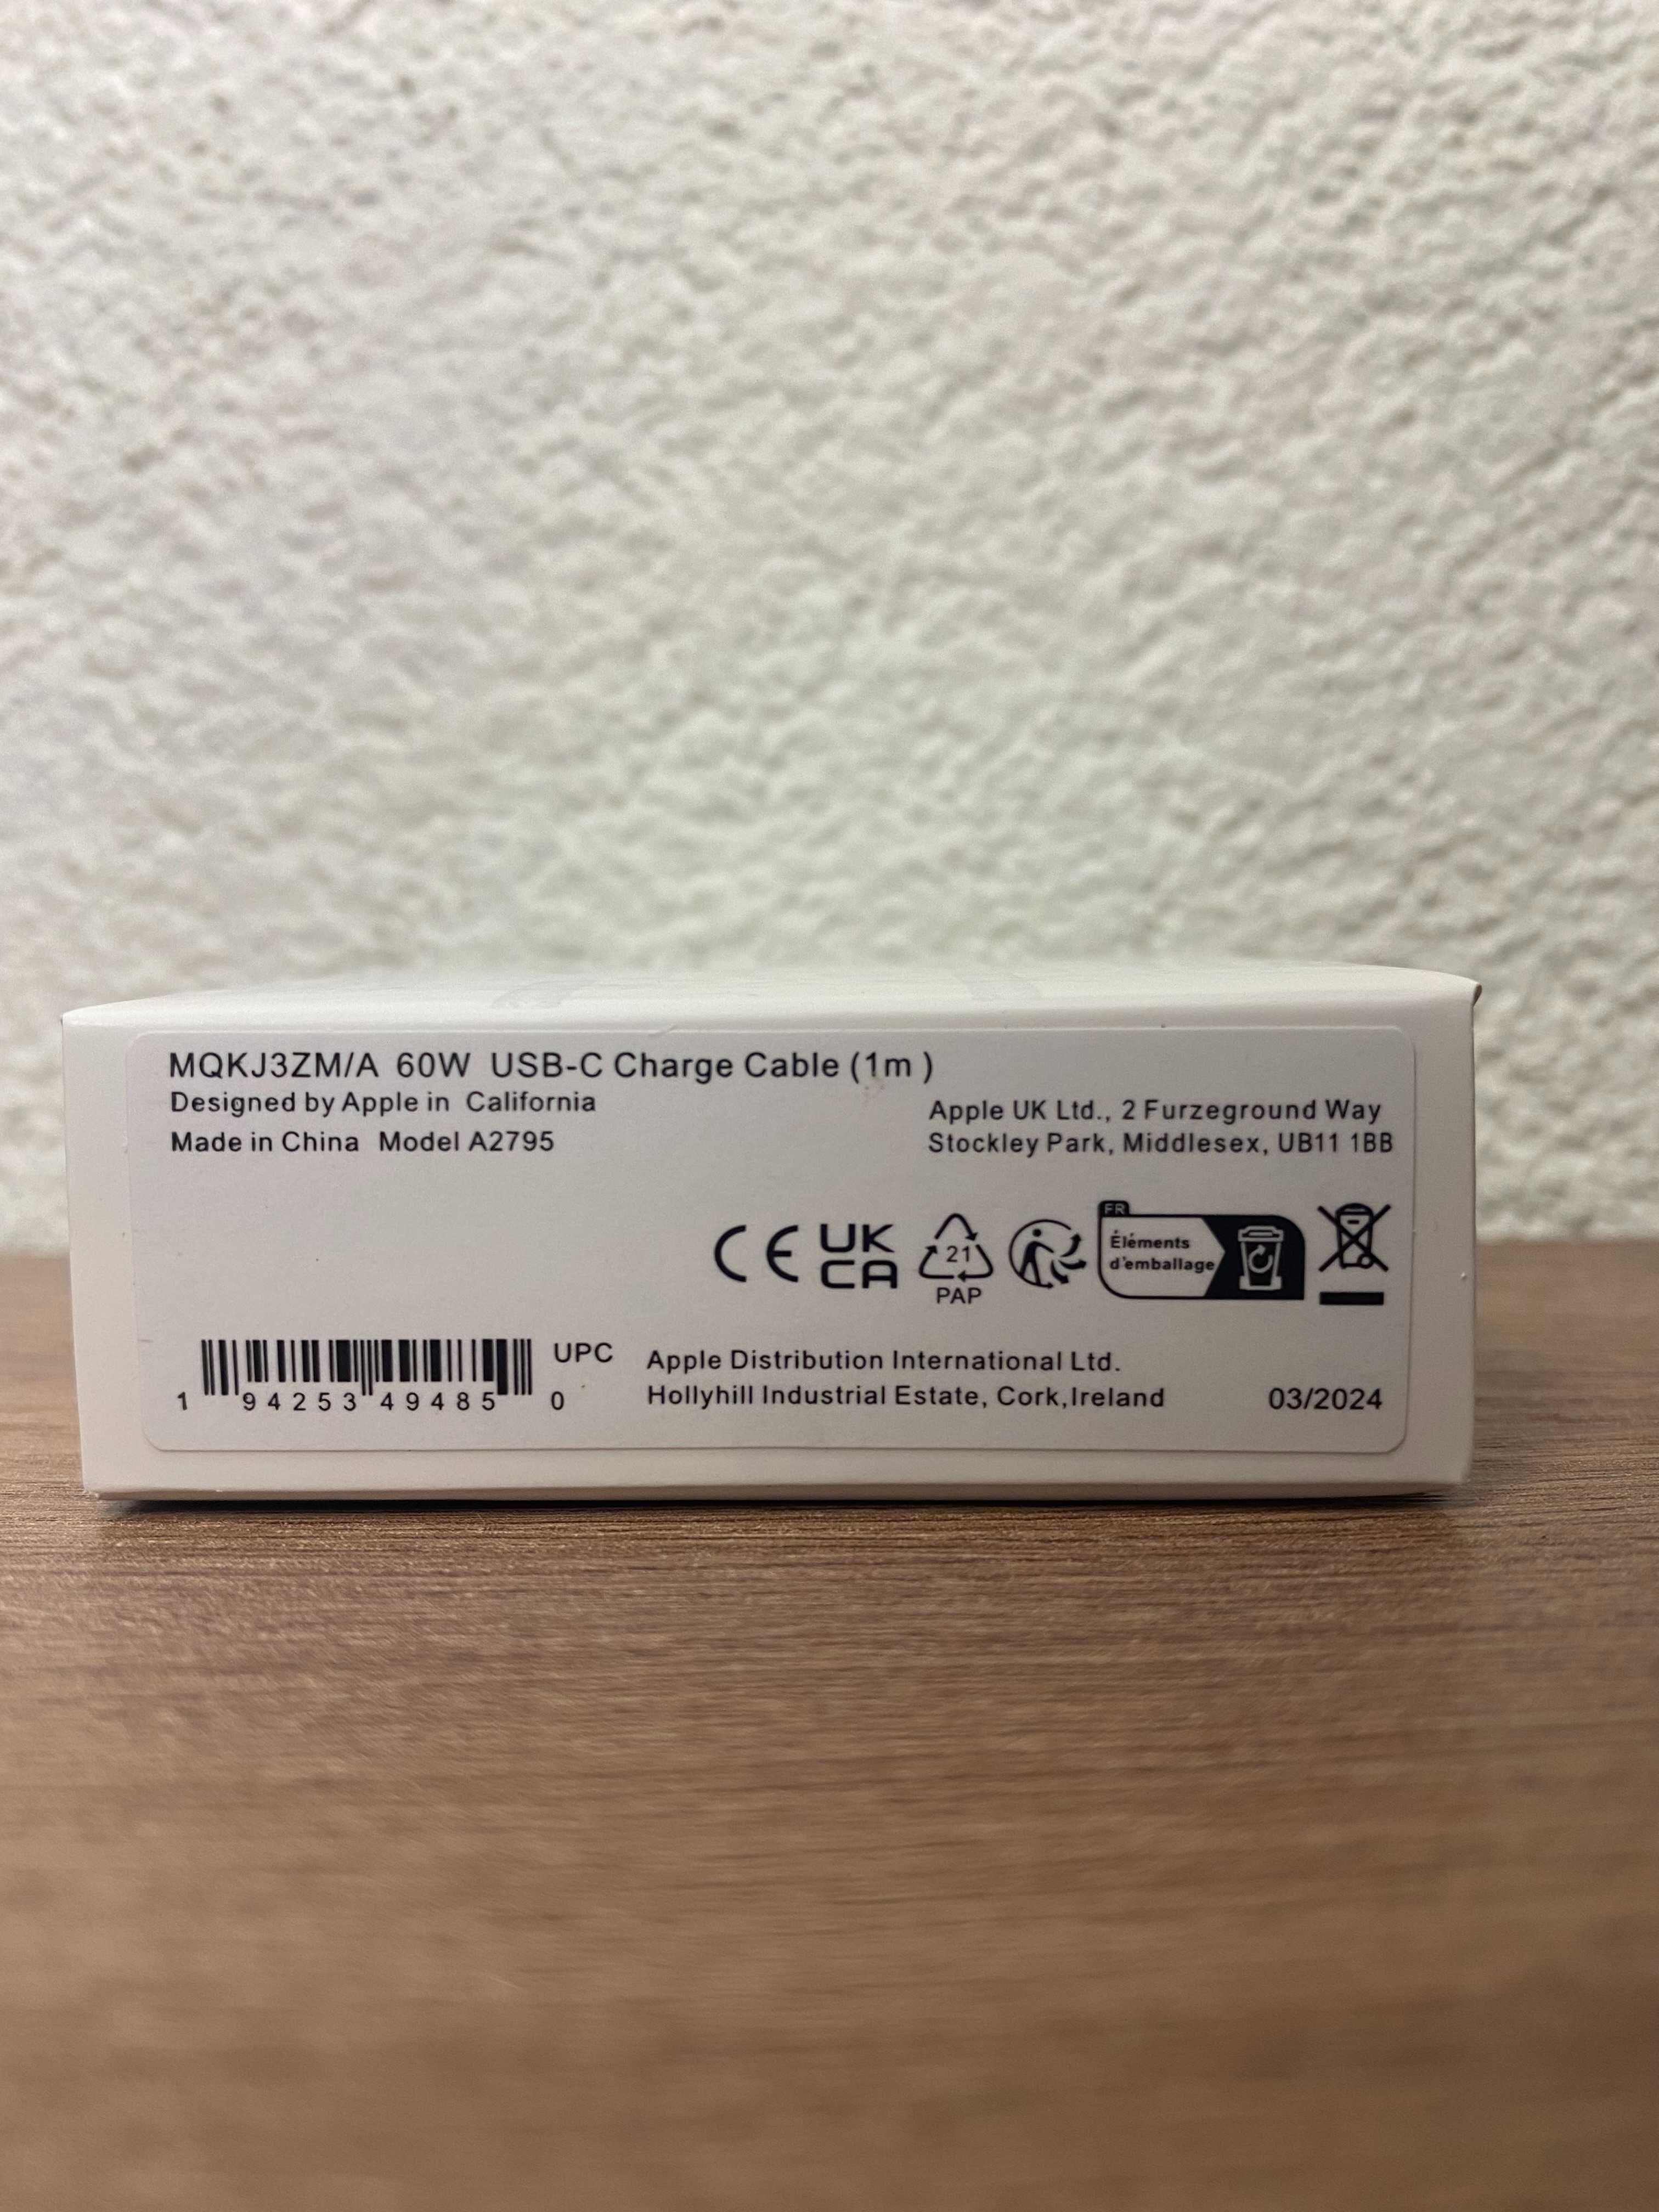 MQKJ3ZM/A 60W USB-C Charge Cable (1m )
Designed by Apple in California
Made in China Model A2795
Apple UK Ltd., 2 Furzeground Way
Stockley Park, Middlesex, UB11 1BB
CE
UK
CA
21
PAP
FR
Éléments
d'emballage
UPC
1 94253 49485 0
Apple Distribution International Ltd.
Hollyhill Industrial Estate, Cork,Ireland
03/2024